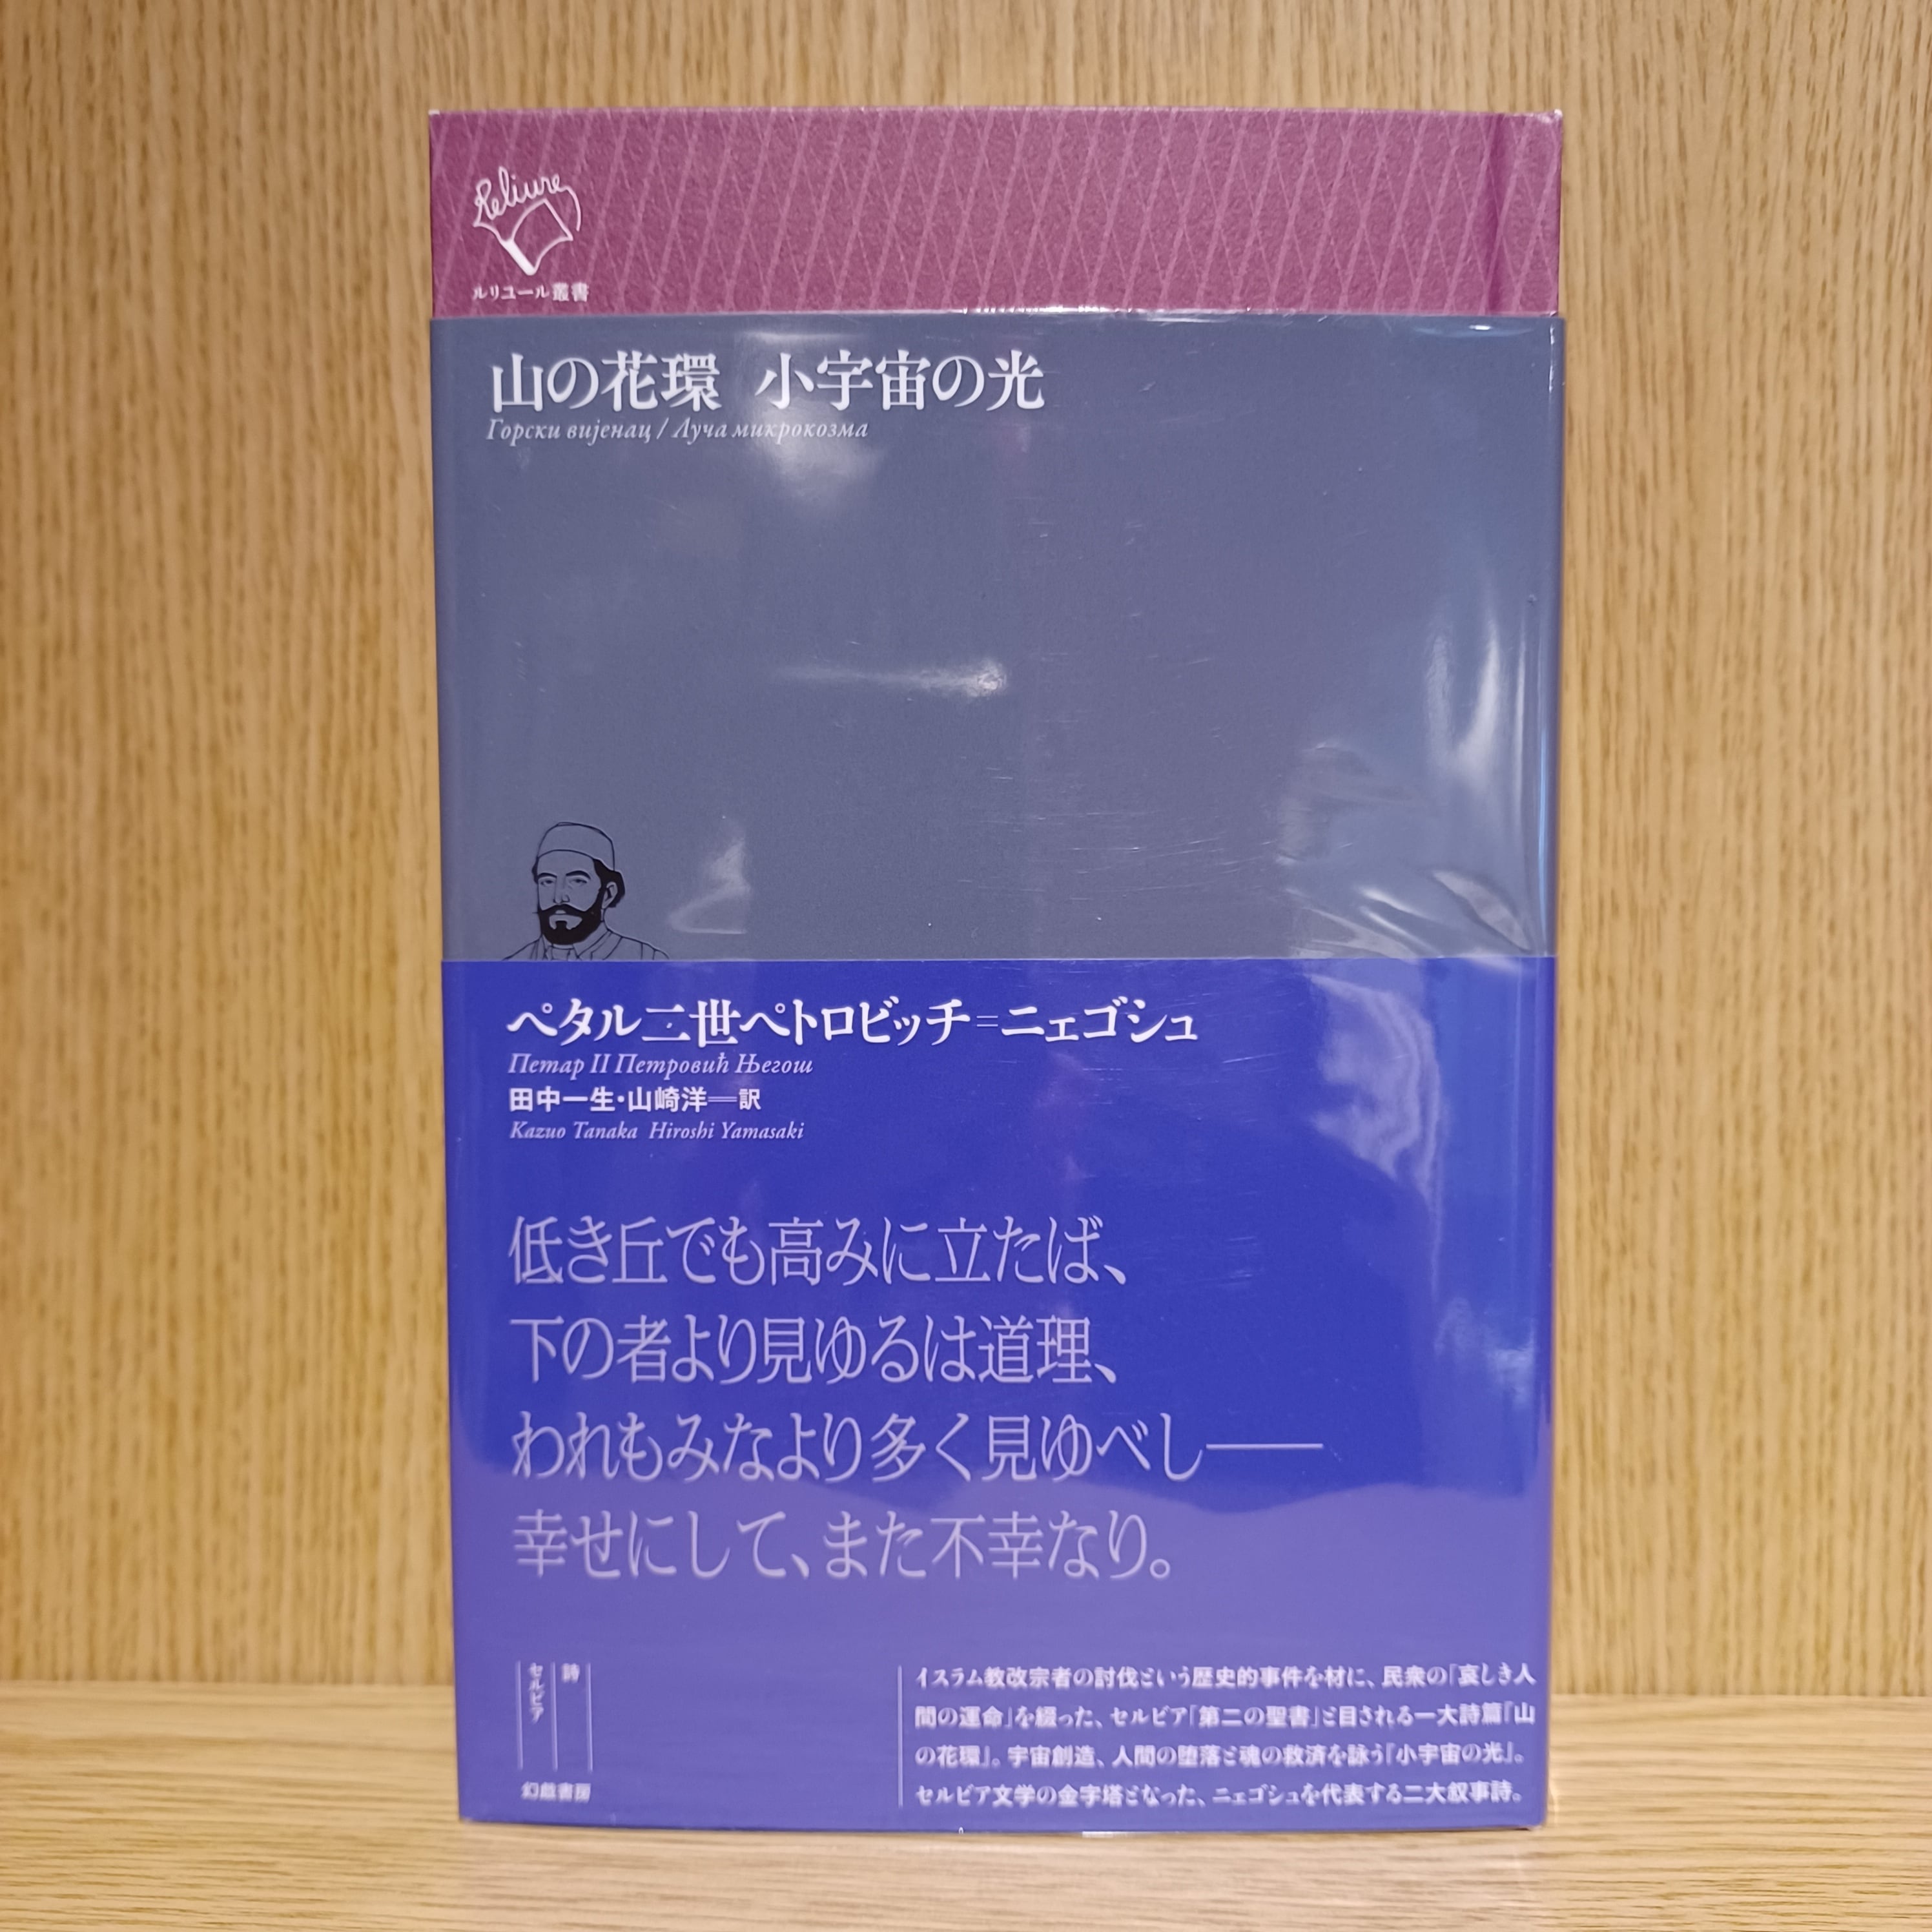 Reliure
ルリユール叢書
山の花環 小宇宙の光
Горски вијенац / Луча микрокозма
ペタル二世ペトロビッチ=ニェゴシュ
Петар II Петровић Његош
田中一生・山崎洋──訳
Kazuo Tanaka Hiroshi Yamasaki
低き丘でも高みに立たば、
下の者より見ゆるは道理、
われもみなより多く見ゆべし──
幸せにして、また不幸なり。
詩
セルビア
幻戯書房
イスラム教改宗者の討伐という歴史的事件を材に、民衆の「哀しき人
間の運命」を綴った、セルビア「第二の聖書」と目される一大詩篇『山
の花環』。宇宙創造、人間の堕落と魂の救済を詠う『小宇宙の光』。
セルビア文学の金字塔となった、ニェゴシュを代表する二大叙事詩。